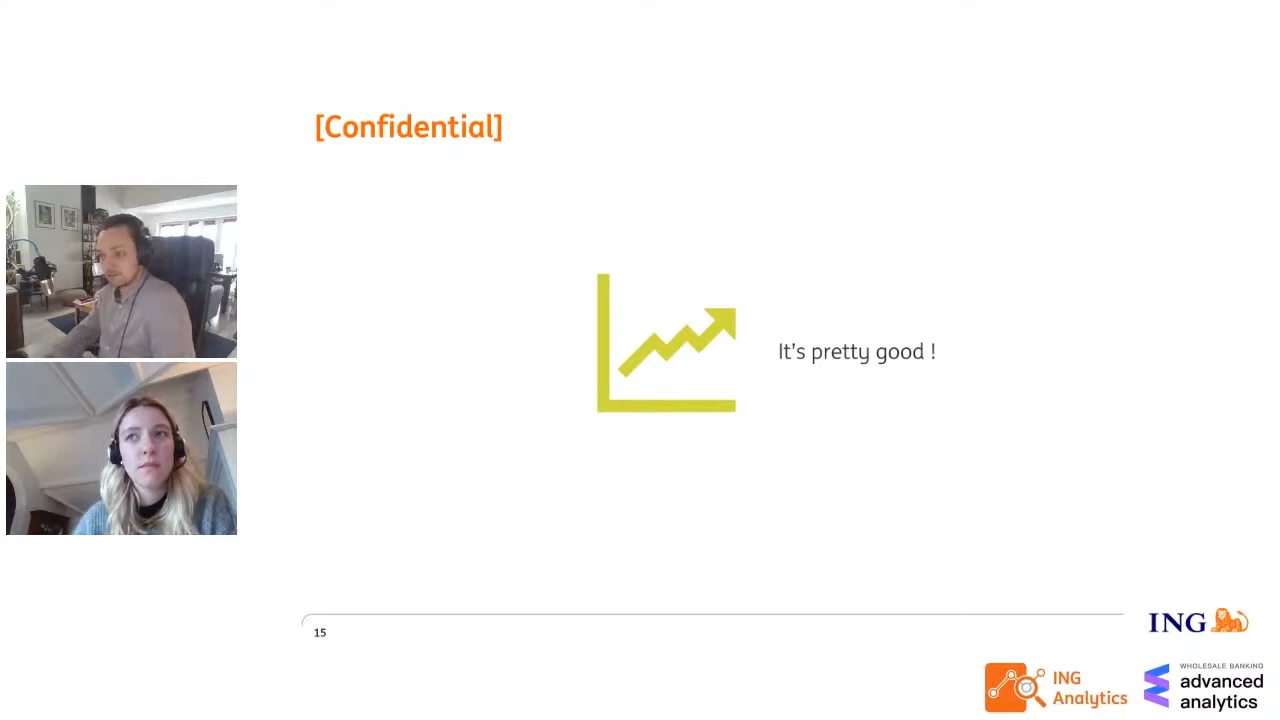 [Confidential]
It's pretty good !
15
ING
ING
Analytics
WHOLESALE BANKING
advanced
analytics